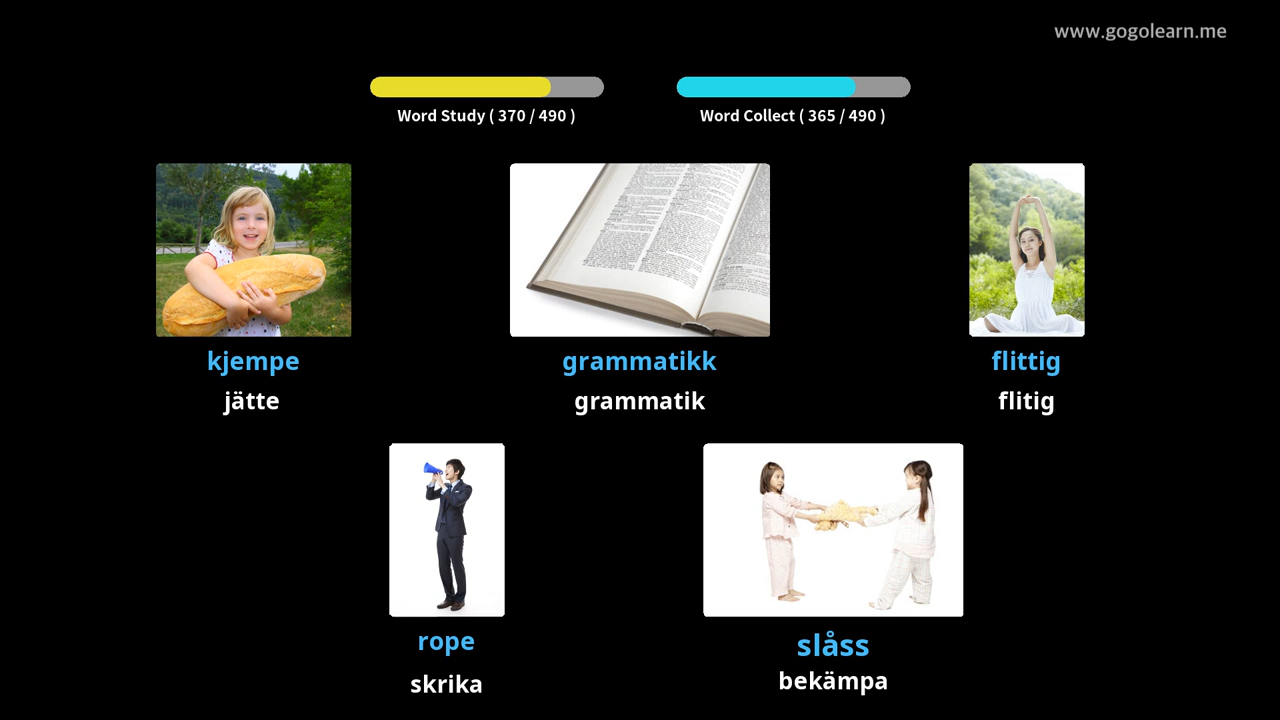 www.gogolearn.me
Word Study ( 370 / 490 )
Word Collect ( 365 / 490 )
kjempe
jätte
grammatikk
grammatik
flittig
flitig
rope
skrika
slåss
bekämpa